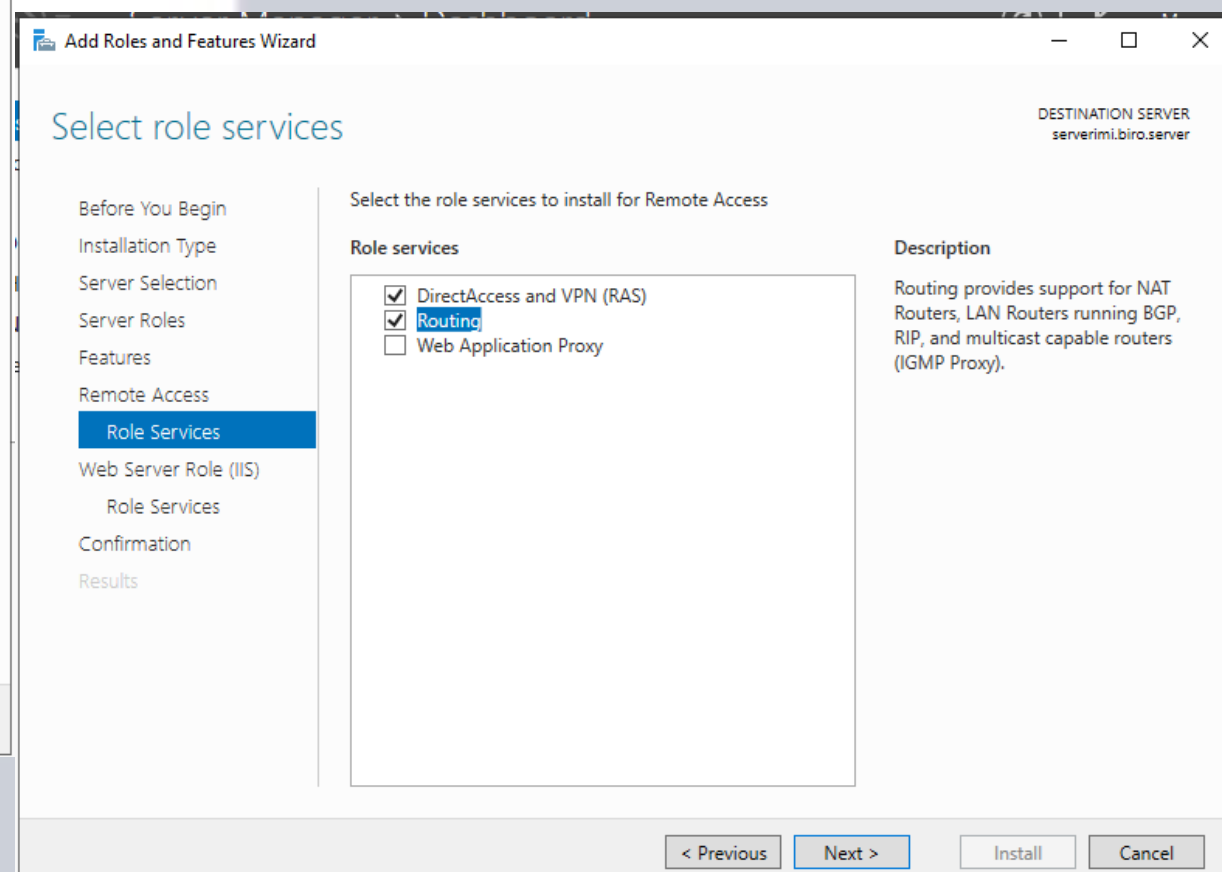 Add Roles and Features Wizard
Select role services
DESTINATION SERVER
serverimi.biro.server
Before You Begin
Installation Type
Server Selection
Server Roles
Features
Remote Access
Role Services
Web Server Role (IIS)
Role Services
Confirmation
Results
Select the role services to install for Remote Access
Role services
DirectAccess and VPN (RAS)
Routing
Web Application Proxy
Description
Routing provides support for NAT
Routers, LAN Routers running BGP,
RIP, and multicast capable routers
(IGMP Proxy).
< Previous
Next >
Install
Cancel